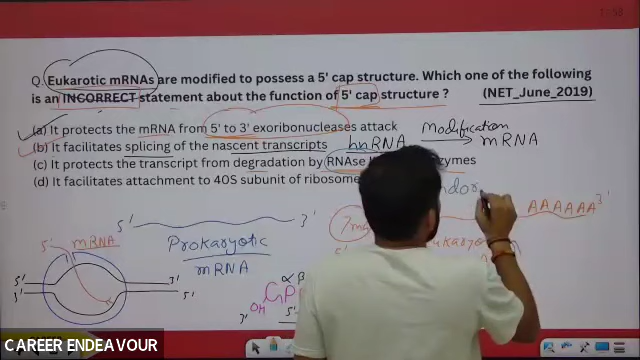 Q. Eukarotic mRNAs are modified to possess a 5' cap structure. Which one of the following
is an INCORRECT statement about the function of 5' cap structure ? (NET_June_2019)
(a) It protects the mRNA from 5' to 3' exoribonucleases attack
(b) It facilitates splicing of the nascent transcripts
(c) It protects the transcript from degradation by RNAse
(d) It facilitates attachment to 40S subunit of ribosome
hnRNA modification mRNA
5' 3'
AAAAAA 3'
5' mRNA
Prokaryotic
mRNA
5' 3'
3' 5'
α β
3' OH 5'
CAREER ENDEAVOUR